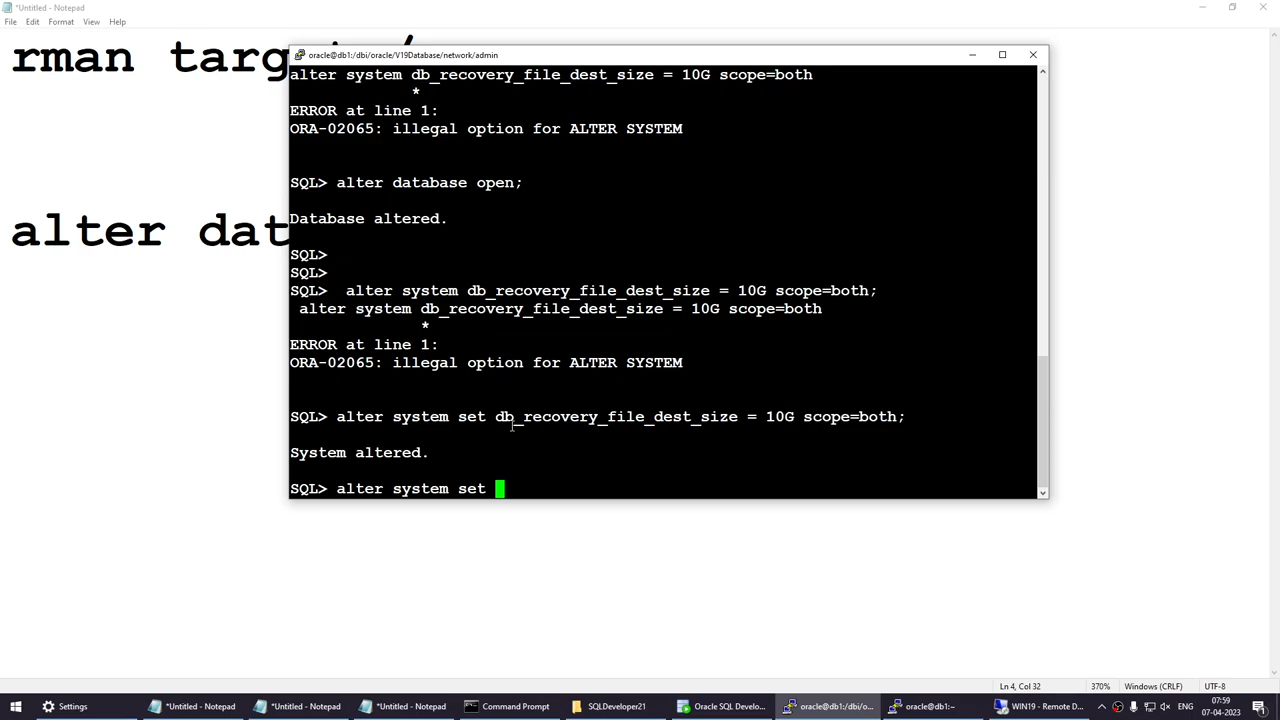 *Untitled - Notepad
File Edit Format View Help
rman targ
alter dat
oracle@db1:/dbi/oracle/V19Database/network/admin
alter system db_recovery_file_dest_size = 10G scope=both
*
ERROR at line 1:
ORA-02065: illegal option for ALTER SYSTEM
SQL> alter database open;
Database altered.
SQL>
SQL>
SQL>  alter system db_recovery_file_dest_size = 10G scope=both;
alter system db_recovery_file_dest_size = 10G scope=both
*
ERROR at line 1:
ORA-02065: illegal option for ALTER SYSTEM
SQL> alter system set db_recovery_file_dest_size = 10G scope=both;
System altered.
SQL> alter system set
Ln 4, Col 32 370% Windows (CRLF) UTF-8
Settings *Untitled - Notepad *Untitled - Notepad *Untitled - Notepad Command Prompt SQLDeveloper21 Oracle SQL Develop... oracle@db1:/dbi/o... oracle@db1:~ WIN19 - Remote D... ENG 07:59
07-04-2023